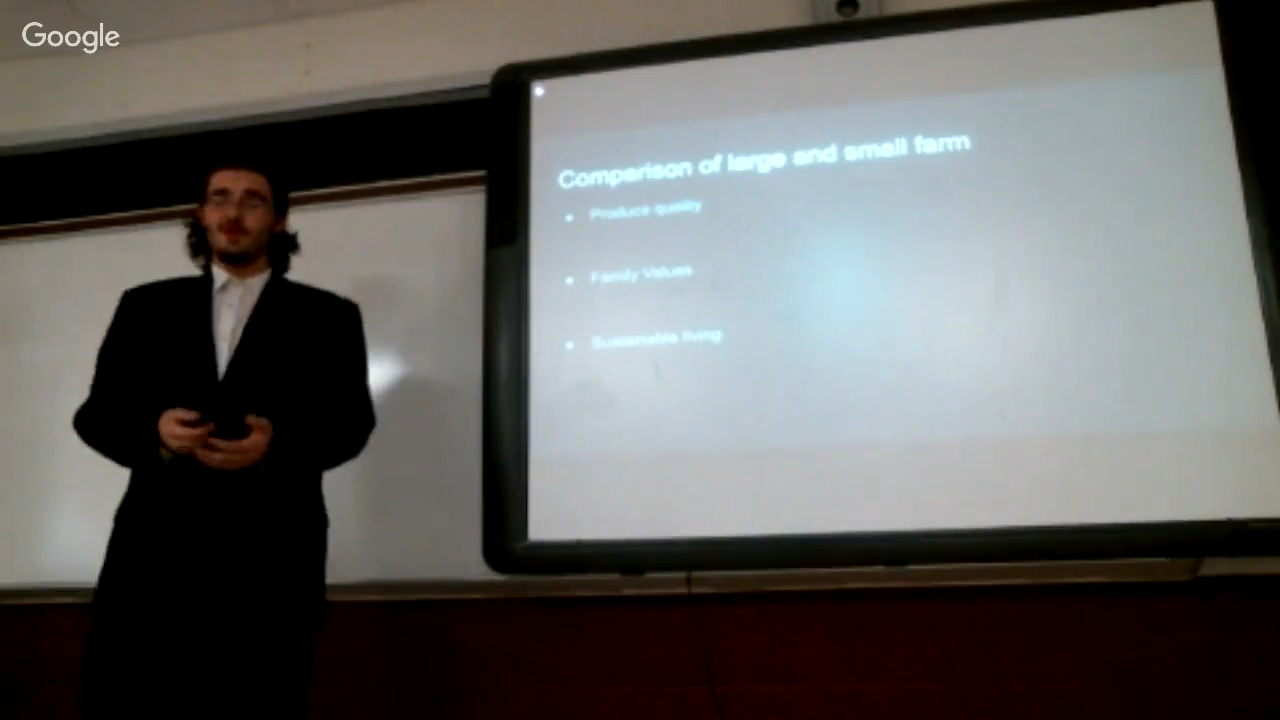 Google
Comparison of large and small farm
Produce quality
Family Values
Sustainable living